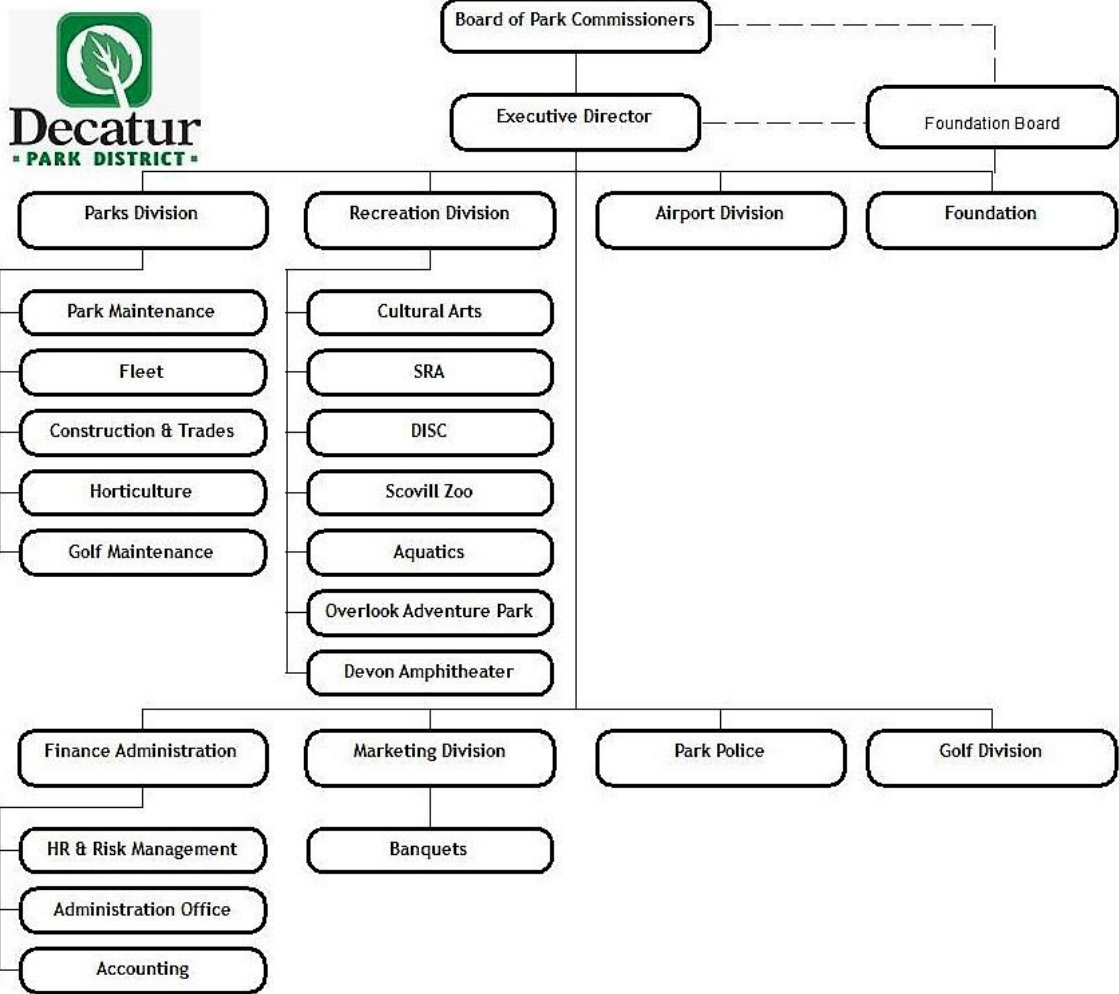 Board of Park Commissioners
Decatur
PARK DISTRICT
Executive Director
Foundation Board
Parks Division
Recreation Division
Airport Division
Foundation
Park Maintenance
Cultural Arts
Fleet
SRA
Construction & Trades
DISC
Horticulture
Scovill Zoo
Golf Maintenance
Aquatics
Overlook Adventure Park
Devon Amphitheater
Finance Administration
Marketing Division
Park Police
Golf Division
HR & Risk Management
Banquets
Administration Office
Accounting